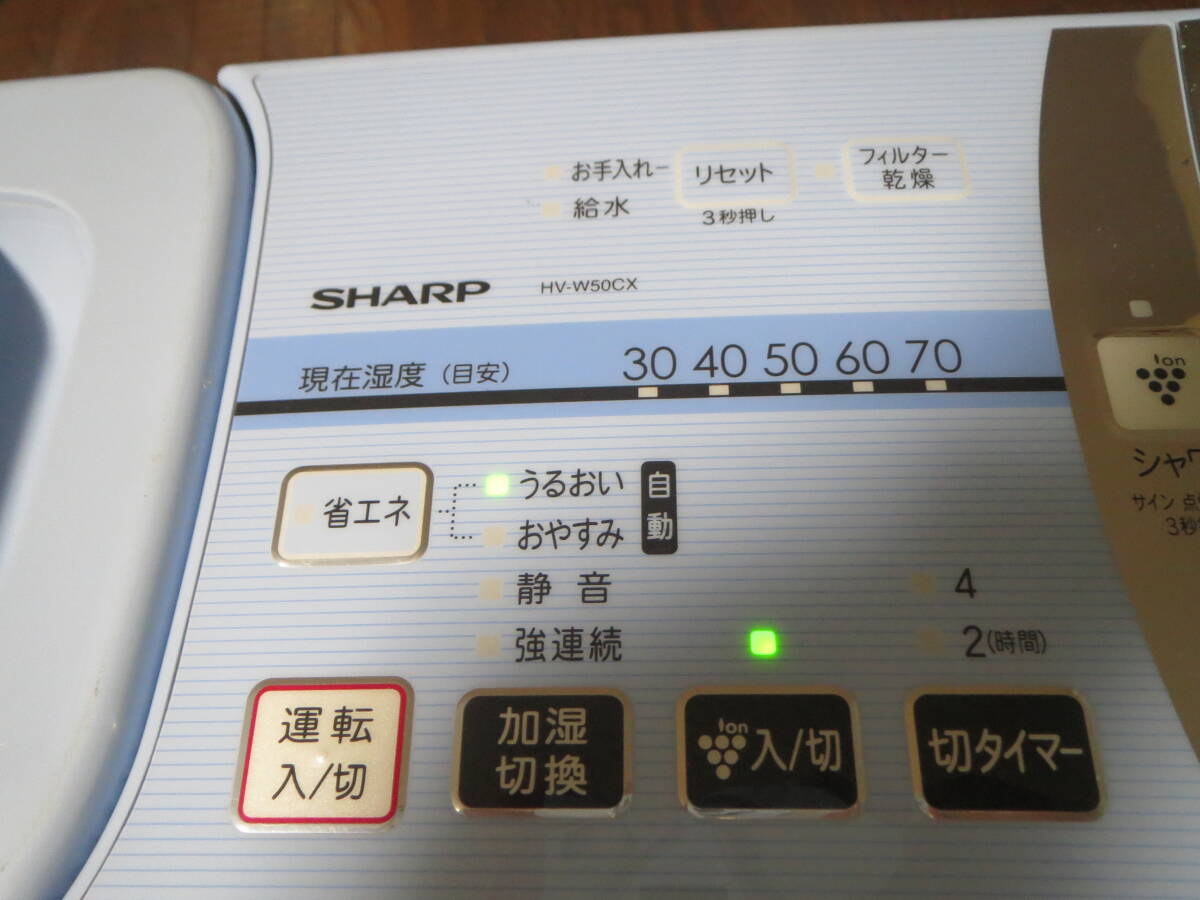 お手入れ
給水
リセット
3秒押し
フィルター
乾燥
SHARP
HV-W50CX
現在湿度(目安)
30 40 50 60 70
Ion
シャワ
サイン 点
3秒
省エネ
うるおい
おやすみ
自動
静音
強連続
4
2(時間)
運転
入/切
加湿
切換
Ion
入/切
切タイマー